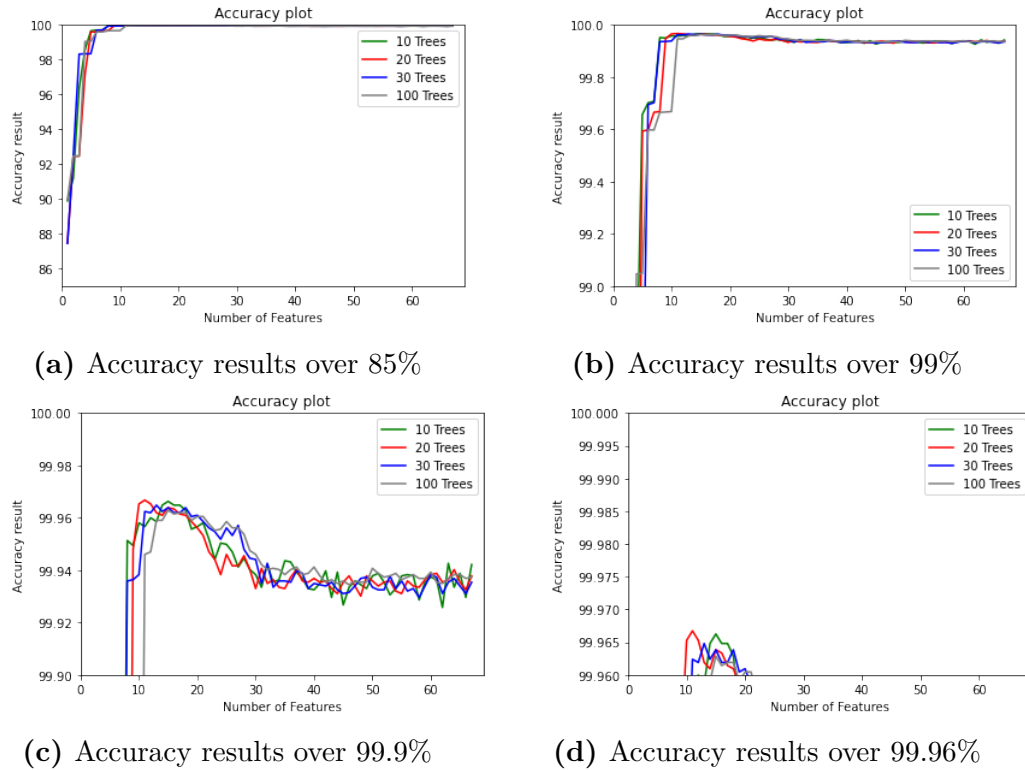 Accuracy plot
100
98
96
94
92
90
88
86
Accuracy result
10 Trees
20 Trees
30 Trees
100 Trees
0 10 20 30 40 50 60
Number of Features
(a) Accuracy results over 85%
Accuracy plot
100.0
99.8
99.6
99.4
99.2
99.0
Accuracy result
10 Trees
20 Trees
30 Trees
100 Trees
0 10 20 30 40 50 60
Number of Features
(b) Accuracy results over 99%
Accuracy plot
100.00
99.98
99.96
99.94
99.92
99.90
Accuracy result
10 Trees
20 Trees
30 Trees
100 Trees
0 10 20 30 40 50 60
Number of Features
(c) Accuracy results over 99.9%
Accuracy plot
100.000
99.995
99.990
99.985
99.980
99.975
99.970
99.965
99.960
Accuracy result
10 Trees
20 Trees
30 Trees
100 Trees
0 10 20 30 40 50 60
Number of Features
(d) Accuracy results over 99.96%